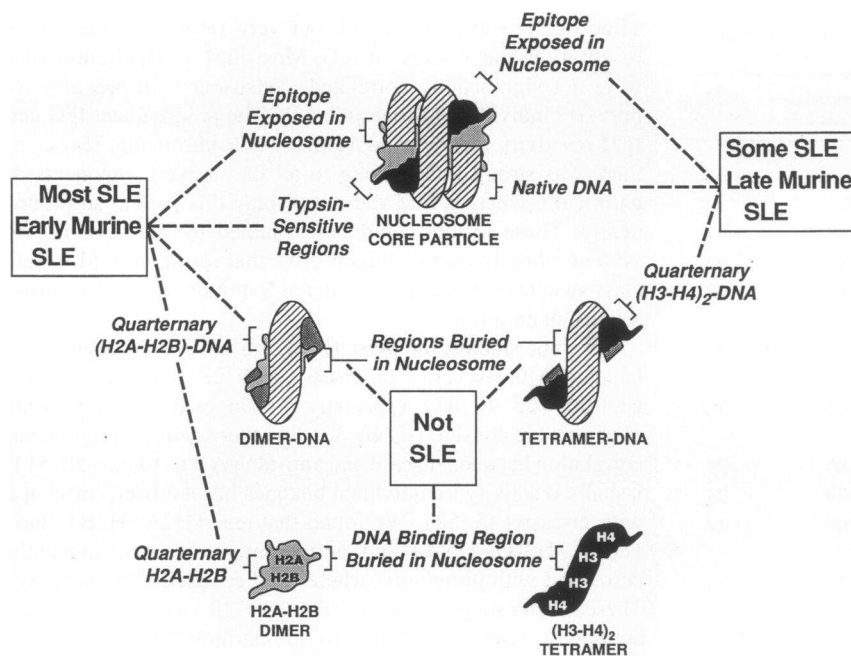 Epitope
Exposed in
Nucleosome
Epitope
Exposed in
Nucleosome
Most SLE
Early Murine
SLE
Some SLE
Late Murine
SLE
Trypsin-
Sensitive
Regions
NUCLEOSOME
CORE PARTICLE
Native DNA
Quarternary
(H3-H4)2-DNA
Quarternary
(H2A-H2B)-DNA
Regions Buried
in Nucleosome
DIMER-DNA
Not
SLE
TETRAMER-DNA
Quarternary
H2A-H2B
H2A
H2B
DNA Binding Region
Buried in Nucleosome
H4
H3
H3
H4
H2A-H2B
DIMER
(H3-H4)2
TETRAMER